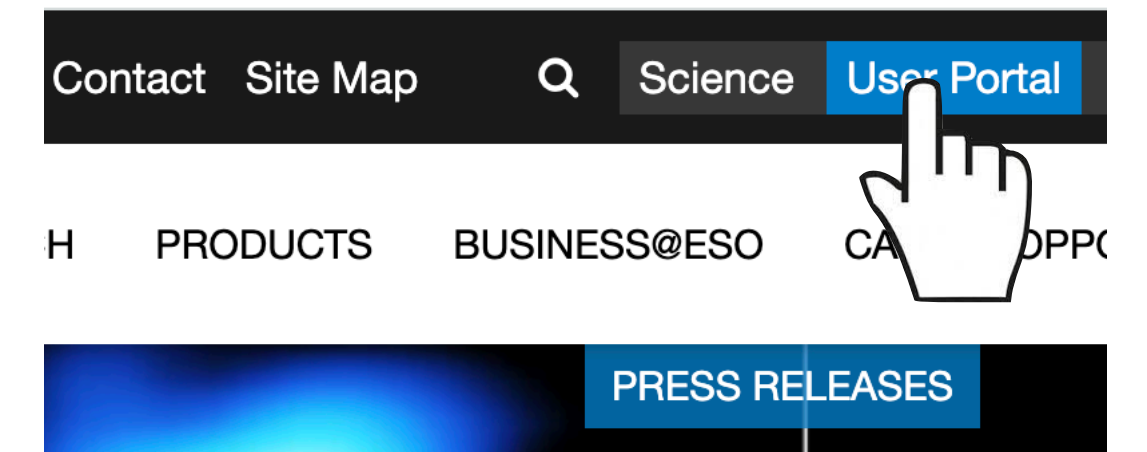 Contact Site Map Science User Portal
PRODUCTS BUSINESS@ESO
PRESS RELEASES